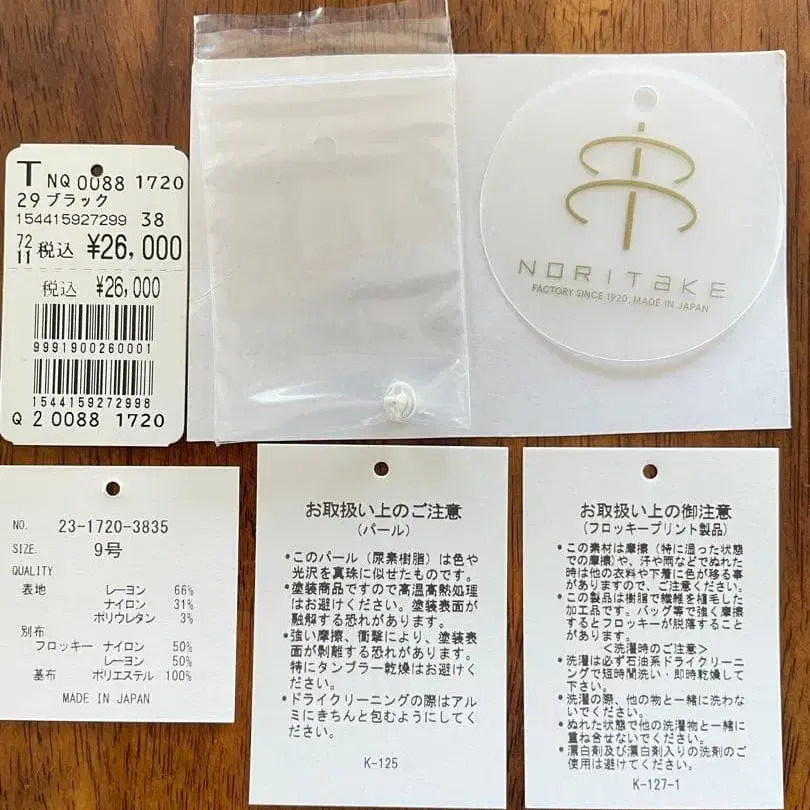 T NQ 0088 1720
29 ブラック
154415927299 38
72
11 税込 ¥26,000
税込 ¥26,000
9991900260001
1544159272998
Q 2 0088 1720
NORITAKE
FACTORY SINCE 1920, MADE IN JAPAN
NO. 23-1720-3835
SIZE 9号
QUALITY
表地 レーヨン 66%
ナイロン 31%
ポリウレタン 3%
別布
フロッキー ナイロン 50%
レーヨン 50%
基布 ポリエステル 100%
MADE IN JAPAN
お取扱い上のご注意
(パール)
•このパール(尿素樹脂)は色や
光沢を真珠に似せたものです。
•塗装商品ですので高温高熱処理
はお避けください。塗装表面が
融解する恐れがあります。
•強い摩擦、衝撃により、塗装表
面が剝離する恐れがあります。
特にタンブラー乾燥はお避けく
ださい。
•ドライクリーニングの際はアル
ミにきちんと包むようにしてく
ださい。
K-125
お取扱い上の御注意
(フロッキープリント製品)
•この素材は摩擦(特に湿った状態
での摩擦)や、汗や雨などでぬれた
時は他の衣料や下着に色が移る事
がありますので、ご注意ください。
•この製品は樹脂で繊維を植毛した
加工品です。バッグ等で強く摩擦
するとフロッキーが脱落すること
があります。
<洗濯時のご注意>
•洗濯は必ず石油系ドライクリーニ
ングで短時間洗い・即時乾燥して
下さい。
•洗濯の際、他の物と一緒に洗わな
いでください。
•ぬれた状態で他の洗濯物と一緒に
重ね合せないでください。
•漂白剤及び漂白剤入りの洗剤のご
使用は避けてください。
K-127-1